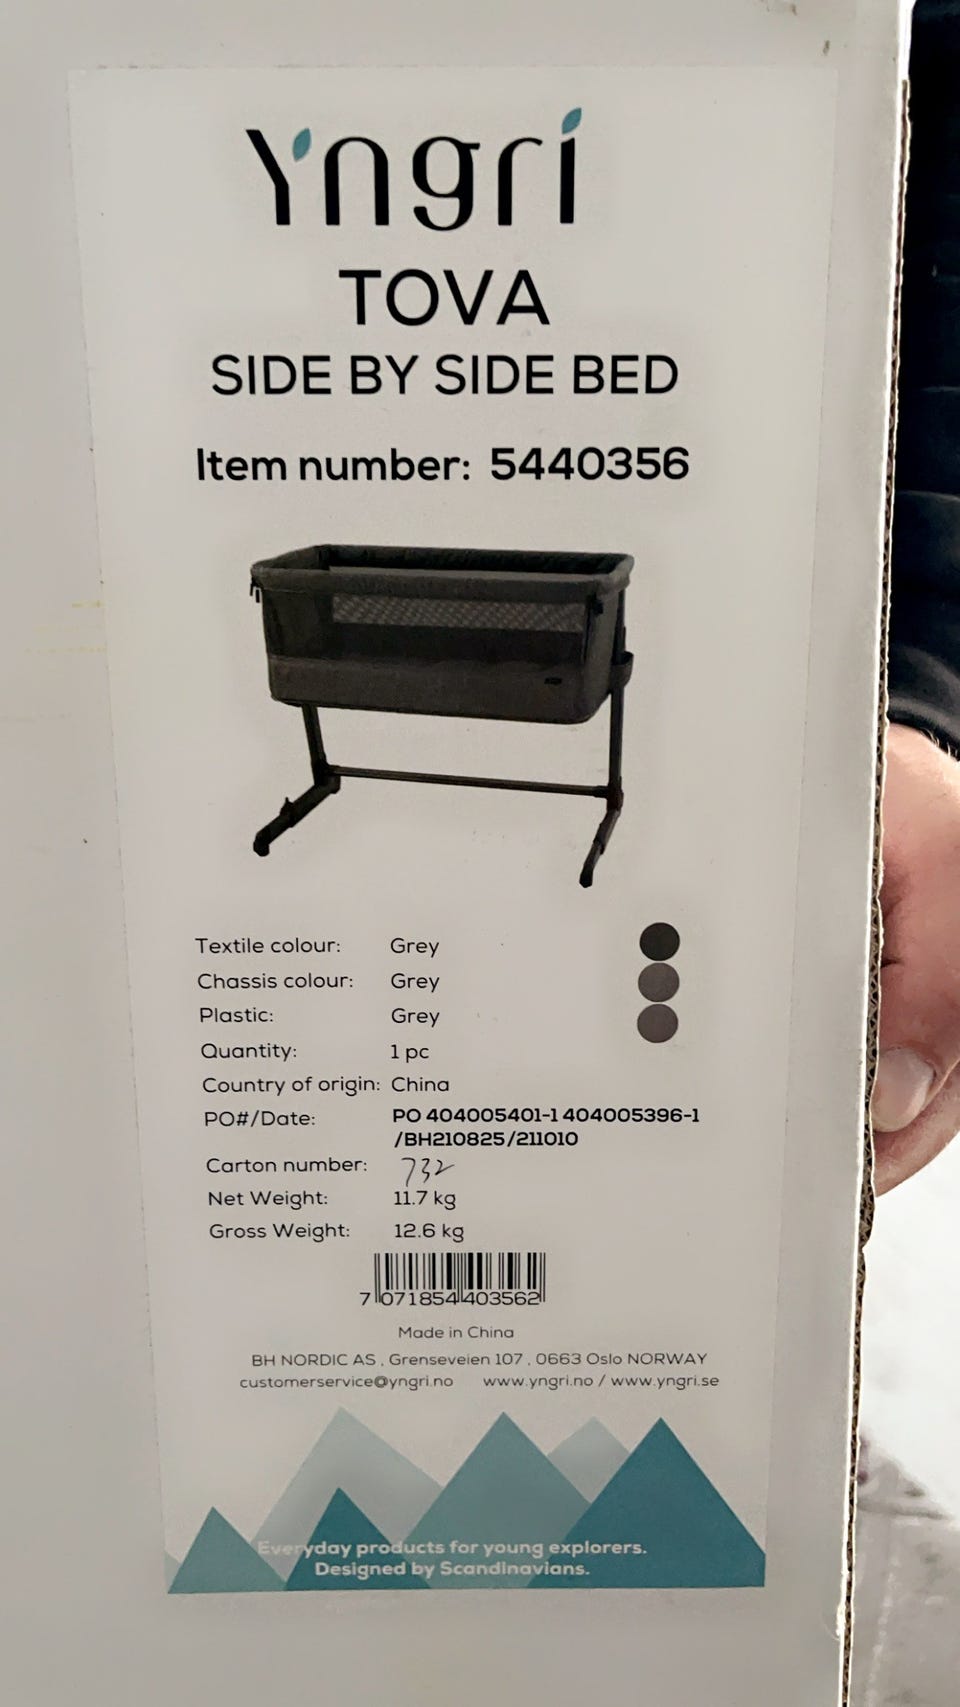 Yngri
TOVA
SIDE BY SIDE BED
Item number: 5440356
Textile colour: Grey
Chassis colour: Grey
Plastic: Grey
Quantity: 1 pc
Country of origin: China
PO#/Date: PO 404005401-1 404005396-1
/BH210825/211010
Carton number: 732
Net Weight: 11.7 kg
Gross Weight: 12.6 kg
7 071854 403562
Made in China
BH NORDIC AS , Grenseveien 107 , 0663 Oslo NORWAY
customerservice@yngri.no www.yngri.no / www.yngri.se
Everyday products for young explorers.
Designed by Scandinavians.